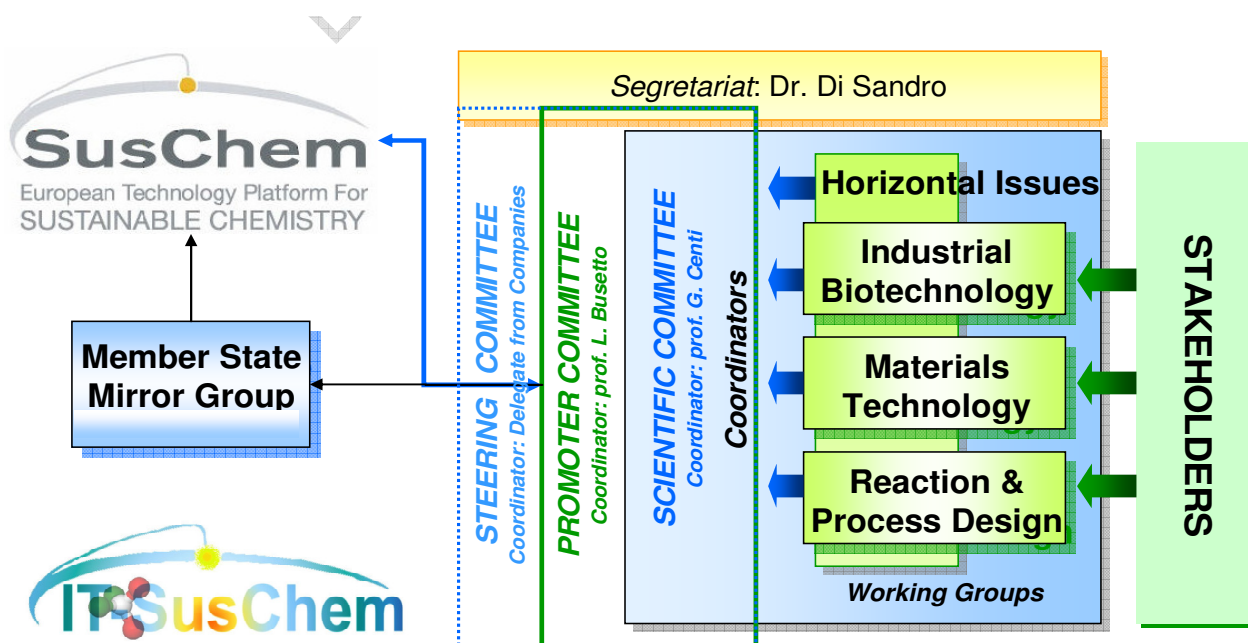 SusChem
European Technology Platform For
SUSTAINABLE CHEMISTRY
Member State
Mirror Group
IT-SusChem
Segretariat: Dr. Di Sandro
STEERING COMMITTEE
Coordinator: Delegate from Companies
PROMOTER COMMITTEE
Coordinator: prof. L. Busetto
SCIENTIFIC COMMITTEE
Coordinator: prof. G. Centi
Coordinators
Horizontal Issues
Industrial
Biotechnology
Materials
Technology
Reaction &
Process Design
Working Groups
STAKEHOLDERS